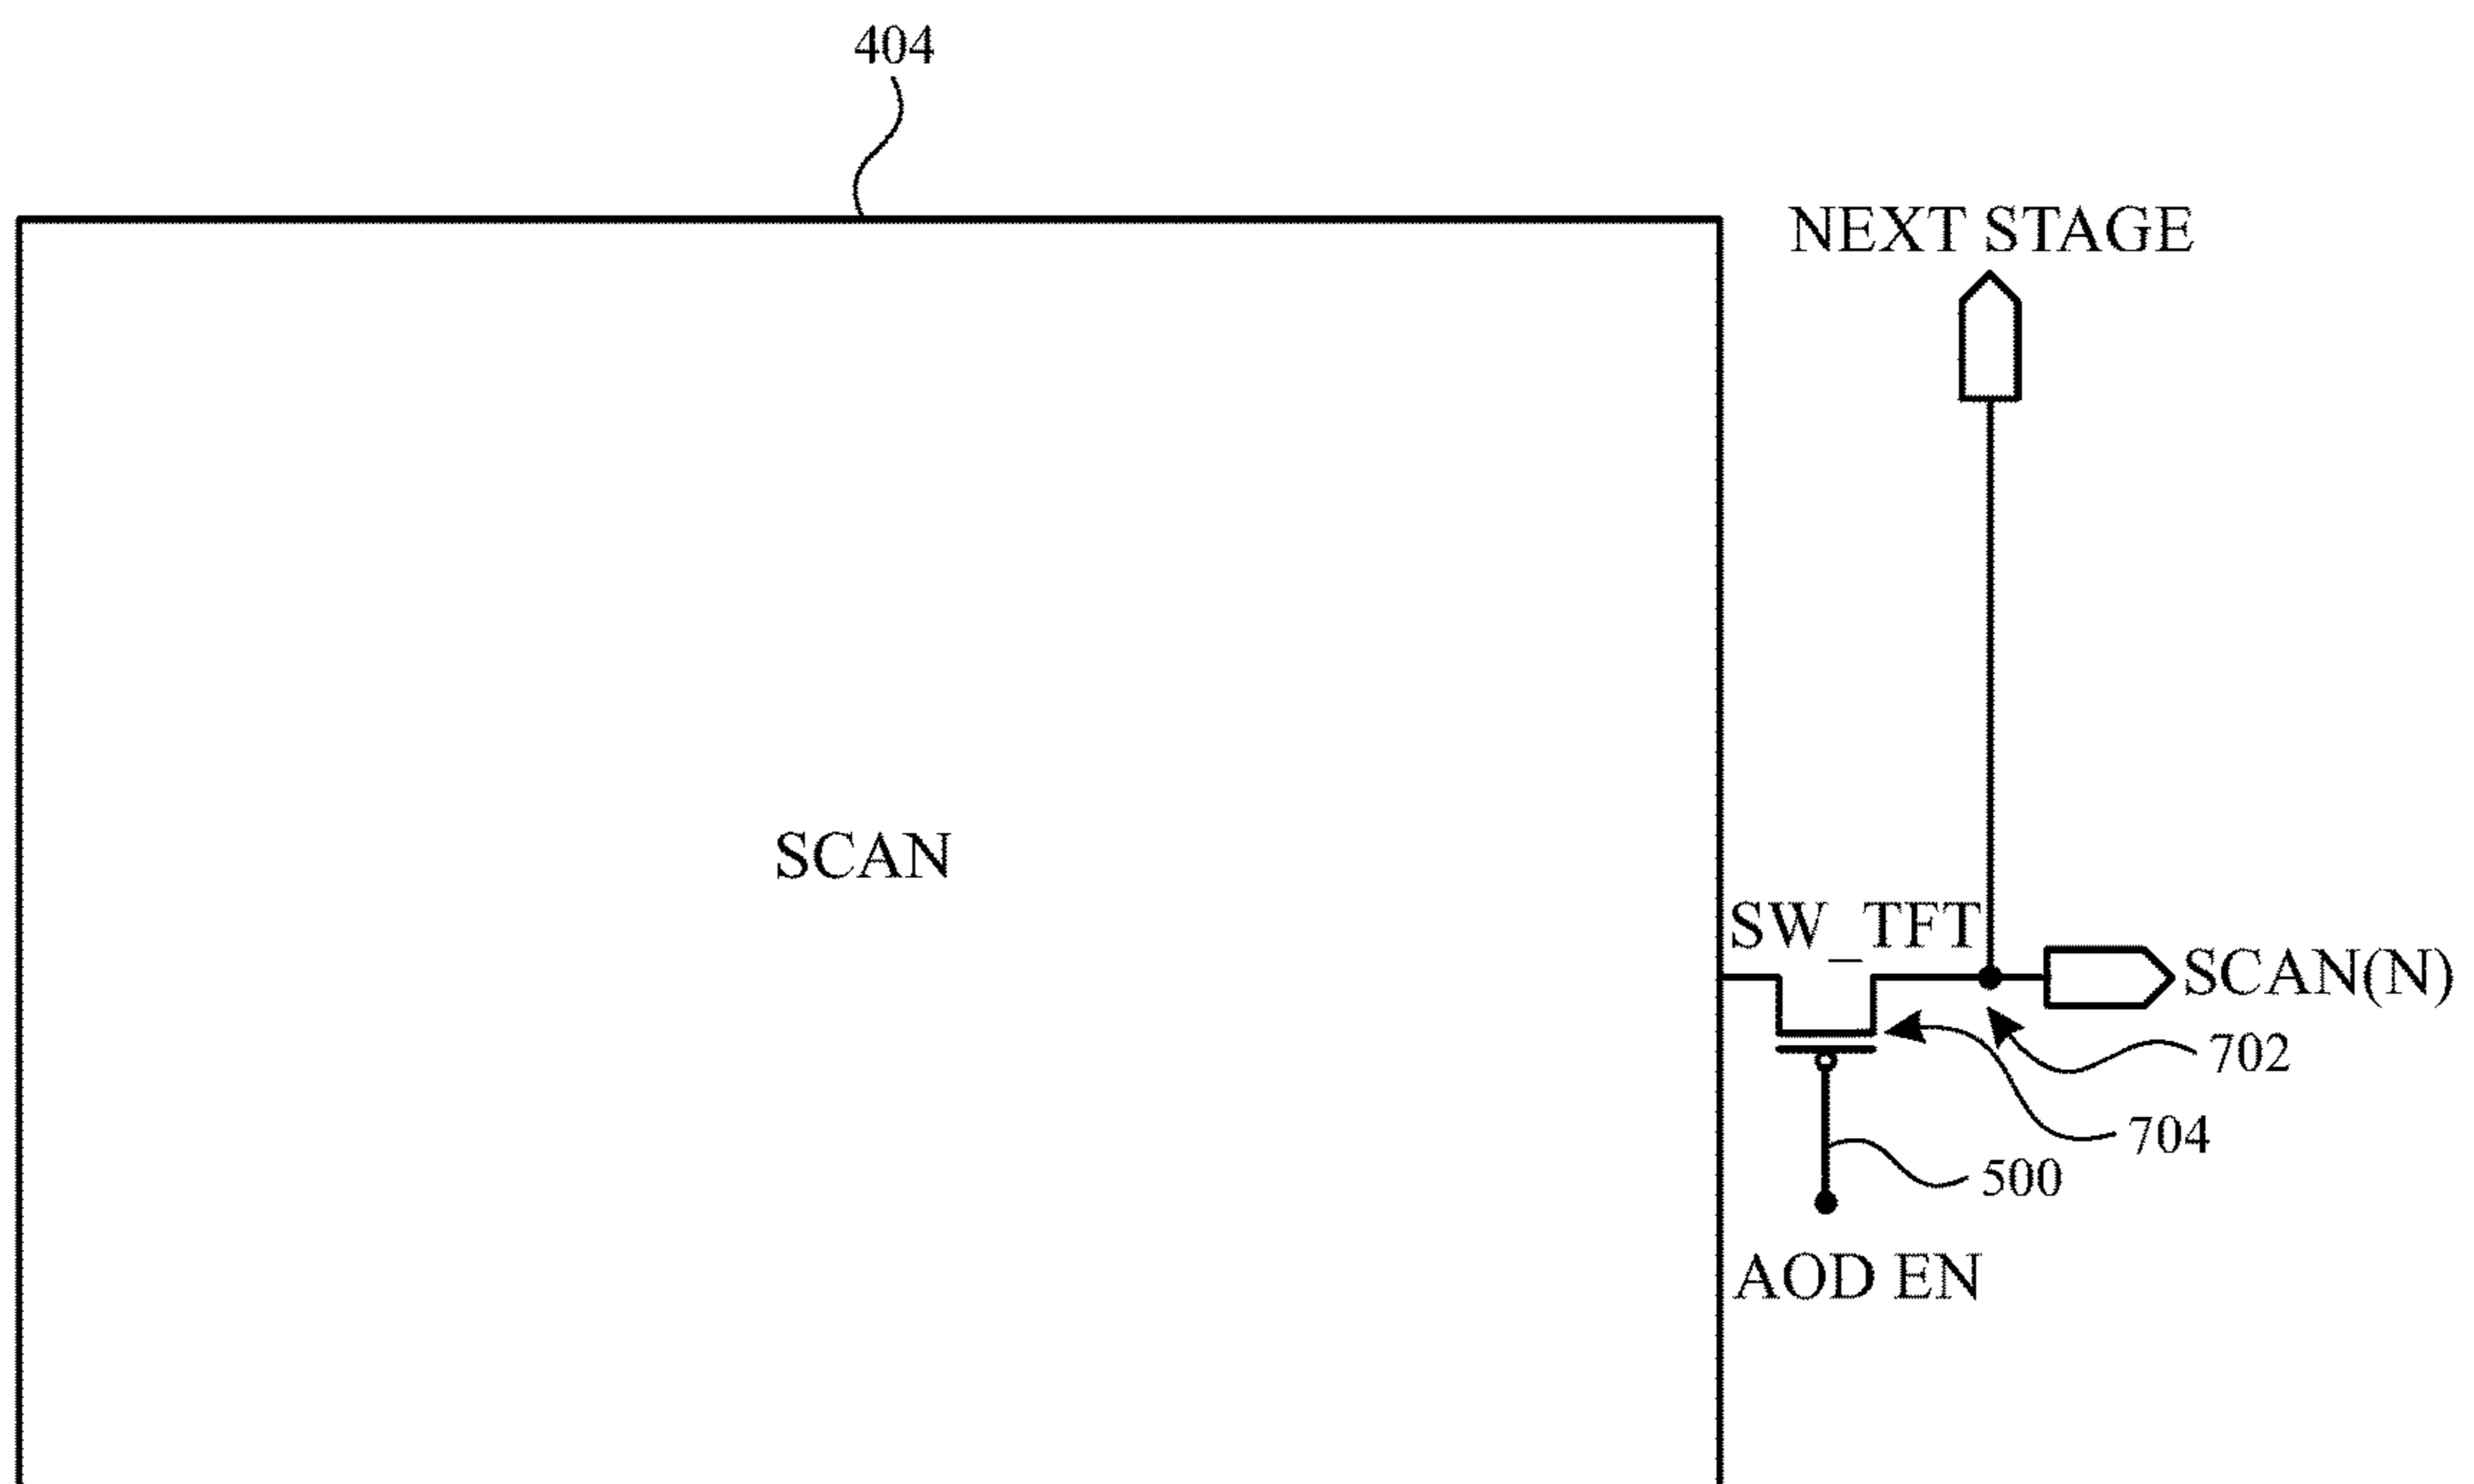 404
NEXT STAGE
SCAN
SW_TFT
SCAN(N)
702
704
500
AOD EN